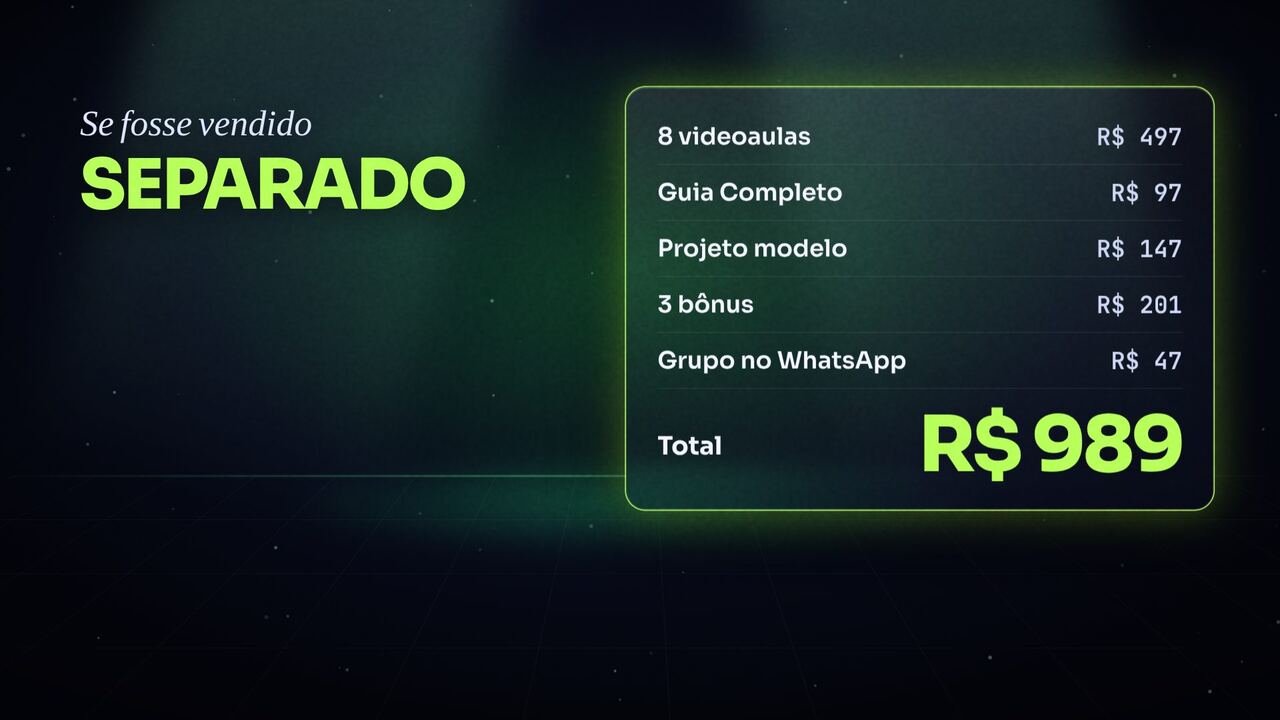 Se fosse vendido
SEPARADO
8 videoaulas R$ 497
Guia Completo R$ 97
Projeto modelo R$ 147
3 bônus R$ 201
Grupo no WhatsApp R$ 47
Total R$ 989